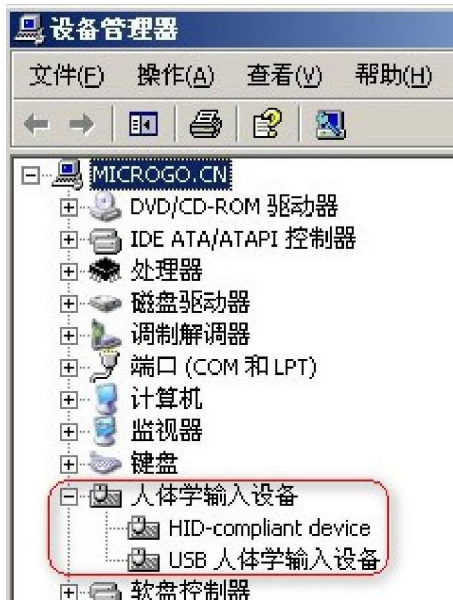 设备管理器
文件(F) 操作(A) 查看(V) 帮助(H)
MICROGO.CN
DVD/CD-ROM 驱动器
IDE ATA/ATAPI 控制器
处理器
磁盘驱动器
调制解调器
端口 (COM 和 LPT)
计算机
监视器
键盘
人体学输入设备
HID-compliant device
USB 人体学输入设备
软盘控制器